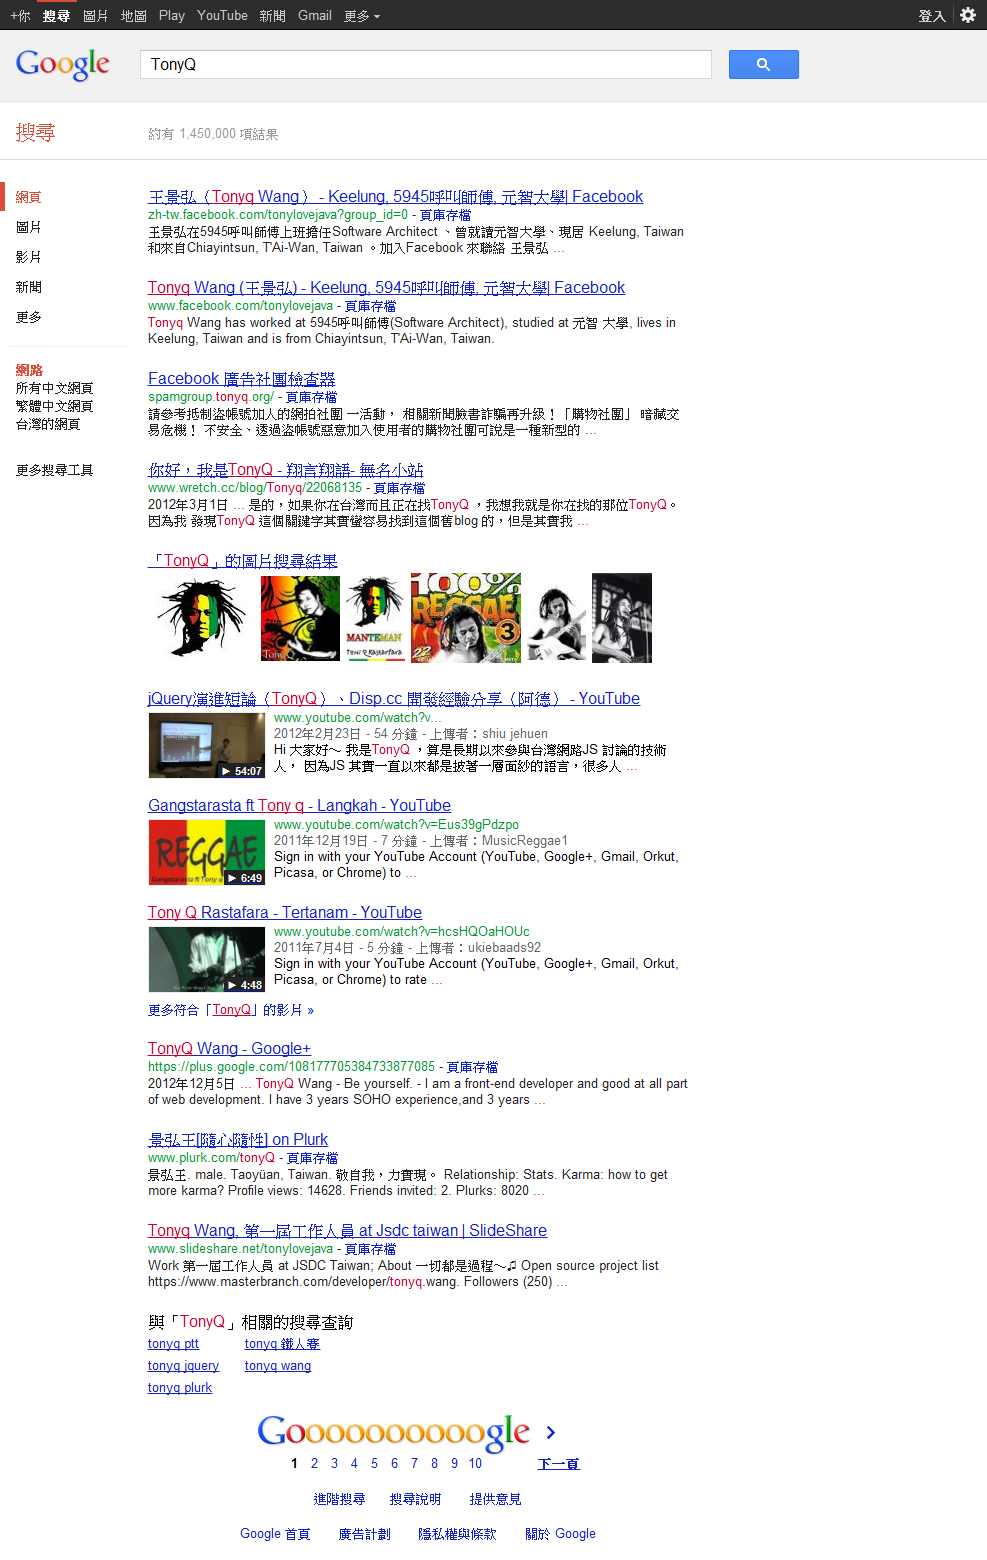 +你 搜尋 圖片 地圖 Play YouTube 新聞 Gmail 更多 登入
Google TonyQ
搜尋 約有 1,450,000 項結果
網頁
圖片
影片
新聞
更多
網路
所有中文網頁
繁體中文網頁
台灣的網頁
更多搜尋工具
王景弘（Tonyq Wang） - Keelung, 5945呼叫師傅, 元智大學| Facebook
zh-tw.facebook.com/tonylovejava?group_id=0 - 頁庫存檔
王景弘在5945呼叫師傅上班擔任Software Architect 、曾就讀元智大學、現居 Keelung, Taiwan
和來自Chiayintsun, T'Ai-Wan, Taiwan 。加入Facebook 來聯絡 王景弘 ...
Tonyq Wang (王景弘) - Keelung, 5945呼叫師傅, 元智大學| Facebook
www.facebook.com/tonylovejava - 頁庫存檔
Tonyq Wang has worked at 5945呼叫師傅(Software Architect), studied at 元智 大學, lives in
Keelung, Taiwan and is from Chiayintsun, T'Ai-Wan, Taiwan.
Facebook 廣告社團檢查器
spamgroup.tonyq.org/ - 頁庫存檔
請參考抵制盜帳號加人的網拍社團 一活動， 相關新聞臉書詐騙再升級！「購物社團」 暗藏交
易危機！ 不安全、透過盜帳號惡意加入使用者的購物社團可說是一種新型的 ...
你好，我是TonyQ - 翔言翔語- 無名小站
www.wretch.cc/blog/Tonyq/22068135 - 頁庫存檔
2012年3月1日 ... 是的，如果你在台灣而且正在找TonyQ ，我想我就是你在找的那位TonyQ。
因為我 發現TonyQ 這個關鍵字其實蠻容易找到這個舊blog 的，但是其實我 ...
「TonyQ」的圖片搜尋結果
Tony Q
MANTEMAN
Toni Q Rastafara
100%
REGGAE
3
22
jQuery演進短論（TonyQ）、Disp.cc 開發經驗分享（阿德） - YouTube
www.youtube.com/watch?v...
2012年2月23日 - 54 分鐘 - 上傳者：shiu jehuen
Hi 大家好～ 我是TonyQ ，算是長期以來參與台灣網路JS 討論的技術
人， 因為JS 其實一直以來都是披著一層面紗的語言，很多人 ...
54:07
Gangstarasta ft Tony q - Langkah - YouTube
www.youtube.com/watch?v=Eus39gPdzpo
2011年12月19日 - 7 分鐘 - 上傳者：MusicReggae1
Sign in with your YouTube Account (YouTube, Google+, Gmail, Orkut,
Picasa, or Chrome) to ...
REGGAE
Gangstarasta ft Tony q
6:49
Tony Q Rastafara - Tertanam - YouTube
www.youtube.com/watch?v=hcsHQOaHOUc
2011年7月4日 - 5 分鐘 - 上傳者：ukiebaads92
Sign in with your YouTube Account (YouTube, Google+, Gmail, Orkut,
Picasa, or Chrome) to rate ...
4:48
更多符合「TonyQ」的影片 »
TonyQ Wang - Google+
https://plus.google.com/108177705384733877085 - 頁庫存檔
2012年12月5日 ... TonyQ Wang - Be yourself. - I am a front-end developer and good at all part
of web development. I have 3 years SOHO experience,and 3 years ...
景弘王[隨心隨性] on Plurk
www.plurk.com/tonyQ - 頁庫存檔
景弘王. male. Taoyüan, Taiwan. 敬自我，力實現。 Relationship: Stats. Karma: how to get
more karma? Profile views: 14628. Friends invited: 2. Plurks: 8020 ...
Tonyq Wang, 第一屆工作人員 at Jsdc taiwan | SlideShare
www.slideshare.net/tonylovejava - 頁庫存檔
Work 第一屆工作人員 at JSDC Taiwan; About 一切都是過程～♫ Open source project list
https://www.masterbranch.com/developer/tonyq.wang. Followers (250) ...
與「TonyQ」相關的搜尋查詢
tonyq ptt tonyq 鐵人賽
tonyq jquery tonyq wang
tonyq plurk
Goooooooooogle
1 2 3 4 5 6 7 8 9 10 下一頁
進階搜尋 搜尋說明 提供意見
Google 首頁 廣告計劃 隱私權與條款 關於 Google